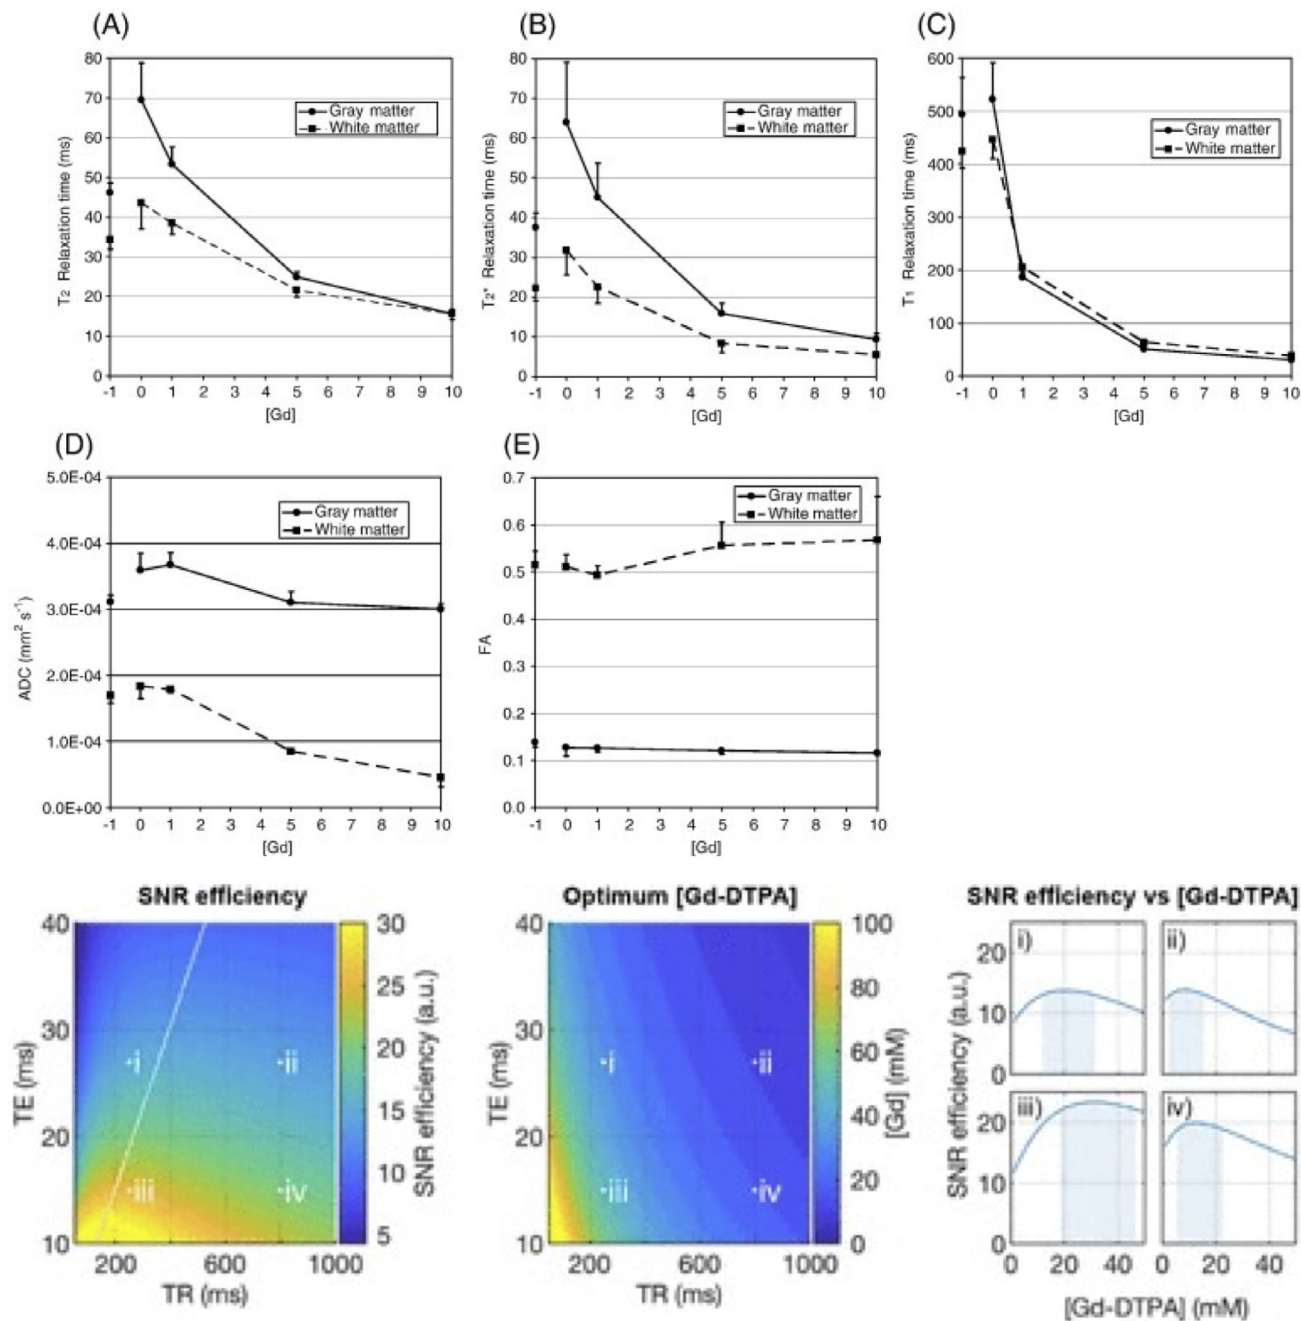 (A)
T2 Relaxation time (ms)
80
70
60
50
40
30
20
10
0
-1 0 1 2 3 4 5 6 7 8 9 10
[Gd]
Gray matter
White matter
(B)
T2* Relaxation time (ms)
80
70
60
50
40
30
20
10
0
-1 0 1 2 3 4 5 6 7 8 9 10
[Gd]
Gray matter
White matter
(C)
T1 Relaxation time (ms)
600
500
400
300
200
100
0
-1 0 1 2 3 4 5 6 7 8 9 10
[Gd]
Gray matter
White matter
(D)
ADC (mm2 s-1)
5.0E-04
4.0E-04
3.0E-04
2.0E-04
1.0E-04
0.0E+00
-1 0 1 2 3 4 5 6 7 8 9 10
[Gd]
Gray matter
White matter
(E)
FA
0.7
0.6
0.5
0.4
0.3
0.2
0.1
0.0
-1 0 1 2 3 4 5 6 7 8 9 10
[Gd]
Gray matter
White matter
SNR efficiency
TE (ms)
40
30
20
10
i
ii
iii
iv
200 600 1000
TR (ms)
30
25
20
15
10
5
SNR efficiency (a.u.)
Optimum [Gd-DTPA]
TE (ms)
40
30
20
10
i
ii
iii
iv
200 600 1000
TR (ms)
100
80
60
40
20
0
[Gd] (mM)
SNR efficiency vs [Gd-DTPA]
SNR efficiency (a.u.)
i)
ii)
20
10
0
iii)
iv)
20
10
0
0 20 40 0 20 40
[Gd-DTPA] (mM)